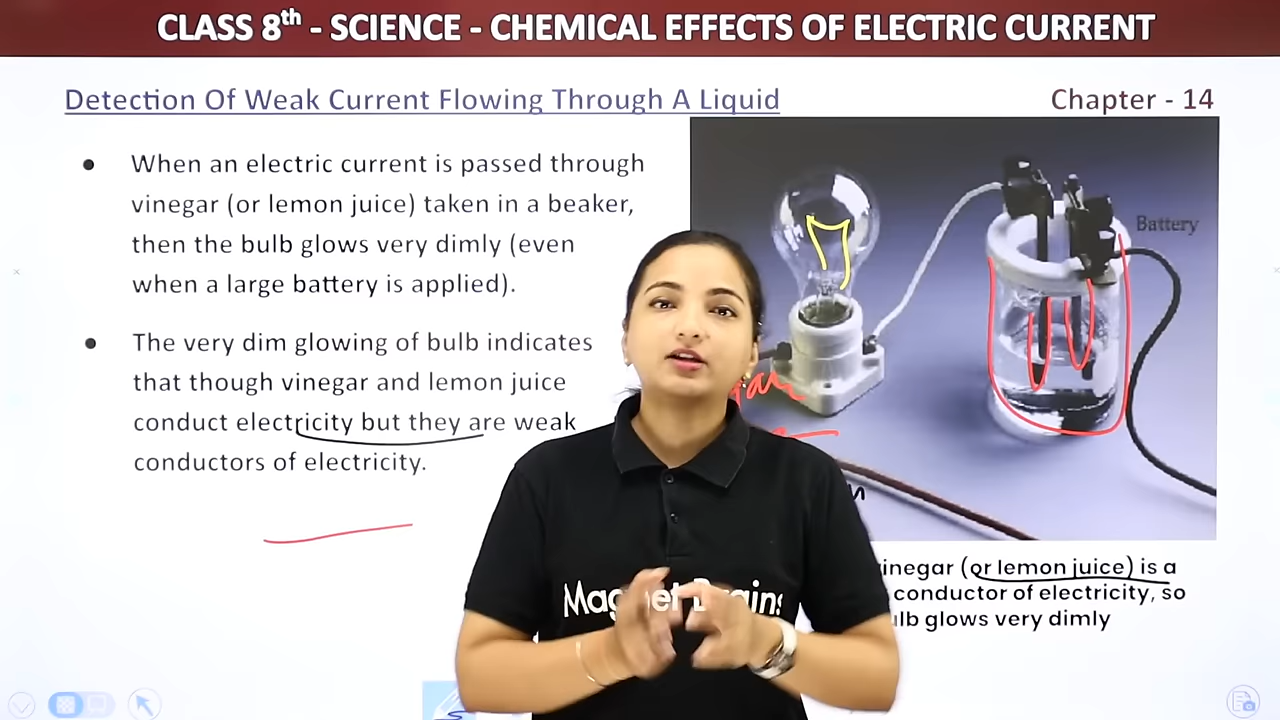 CLASS 8th - SCIENCE - CHEMICAL EFFECTS OF ELECTRIC CURRENT
Detection Of Weak Current Flowing Through A Liquid
Chapter - 14
● When an electric current is passed through
vinegar (or lemon juice) taken in a beaker,
then the bulb glows very dimly (even
when a large battery is applied).
● The very dim glowing of bulb indicates
that though vinegar and lemon juice
conduct electricity but they are weak
conductors of electricity.
Battery
(or lemon juice) is a
conductor of electricity, so
glows very dimly